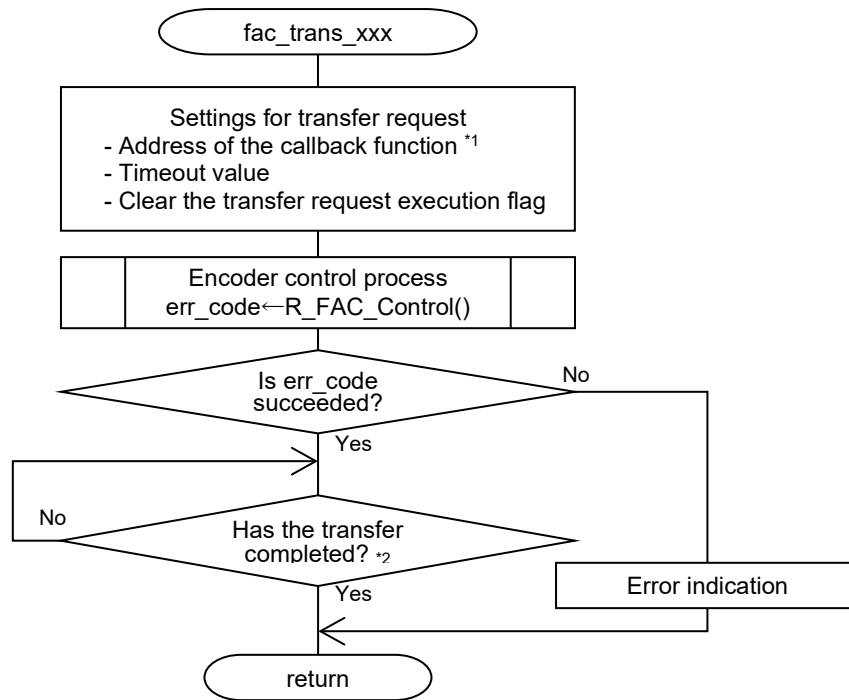 fac_trans_xxx
Settings for transfer request
- Address of the callback function *1
- Timeout value
- Clear the transfer request execution flag
Encoder control process
err_code←R_FAC_Control()
Is err_code
succeeded?
No
Yes
No
Has the transfer
completed? *2
Yes
Error indication
return